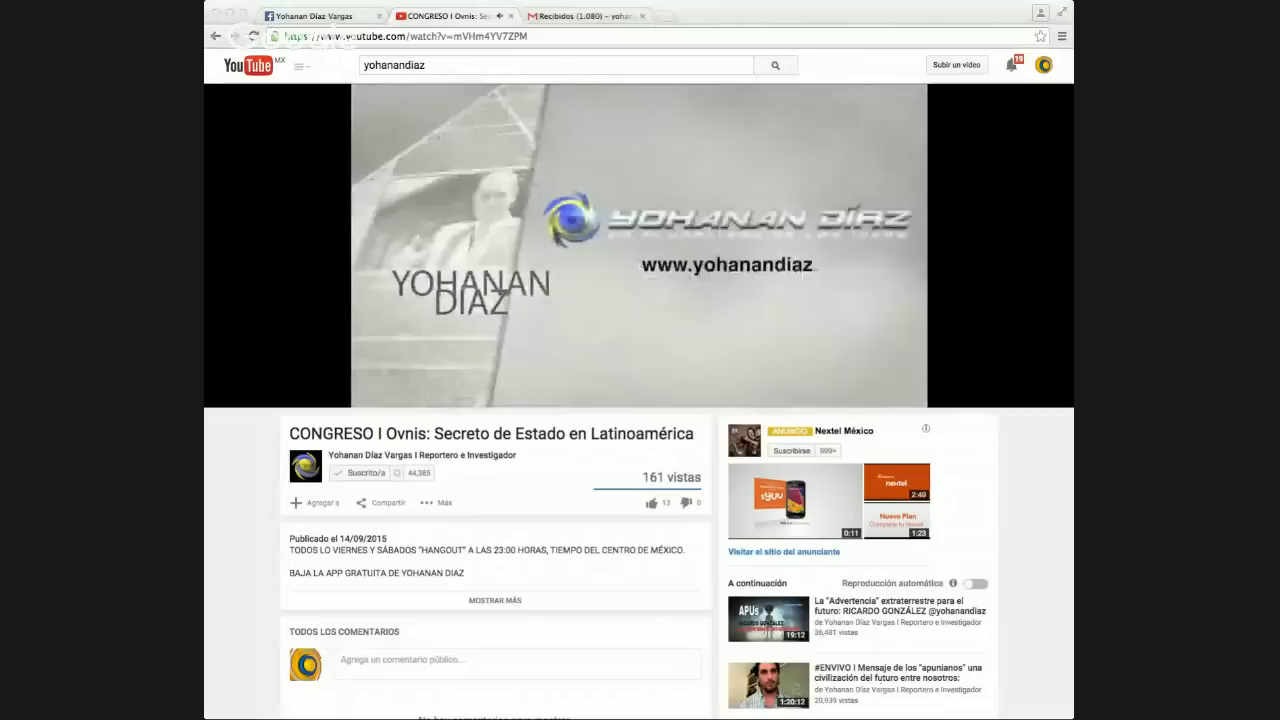 Yohanan Díaz Vargas
CONGRESO I Ovnis: Sec
Recibidos (1.080) – yohan
https://www.youtube.com/watch?v=mVHm4YV7ZPM
YouTube MX
yohanandiaz
Subir un vídeo
19
YOHANAN DÍAZ
www.yohanandiaz
YOHANAN
DIAZ
CONGRESO I Ovnis: Secreto de Estado en Latinoamérica
Yohanan Díaz Vargas I Reportero e Investigador
Suscrito/a 44,385
161 vistas
Agregar a Compartir Más
13 0
Publicado el 14/09/2015
TODOS LO VIERNES Y SÁBADOS "HANGOUT" A LAS 23:00 HORAS, TIEMPO DEL CENTRO DE MÉXICO.
BAJA LA APP GRATUITA DE YOHANAN DIAZ
MOSTRAR MÁS
TODOS LOS COMENTARIOS
Agrega un comentario público...
ANUNCIO Nextel México
Suscribirse 999+
nextel
2:49
Nuevo Plan
0:11
1:23
Visitar el sitio del anunciante
A continuación Reproducción automática
APUs
RICARDO GONZÁLEZ
19:12
La "Advertencia" extraterrestre para el
futuro: RICARDO GONZÁLEZ @yohanandiaz
de Yohanan Díaz Vargas I Reportero e Investigador
36,481 vistas
#ENVIVO I Mensaje de los "apunianos" una
civilización del futuro entre nosotros:
de Yohanan Díaz Vargas I Reportero e Investigador
20,939 vistas
1:20:12